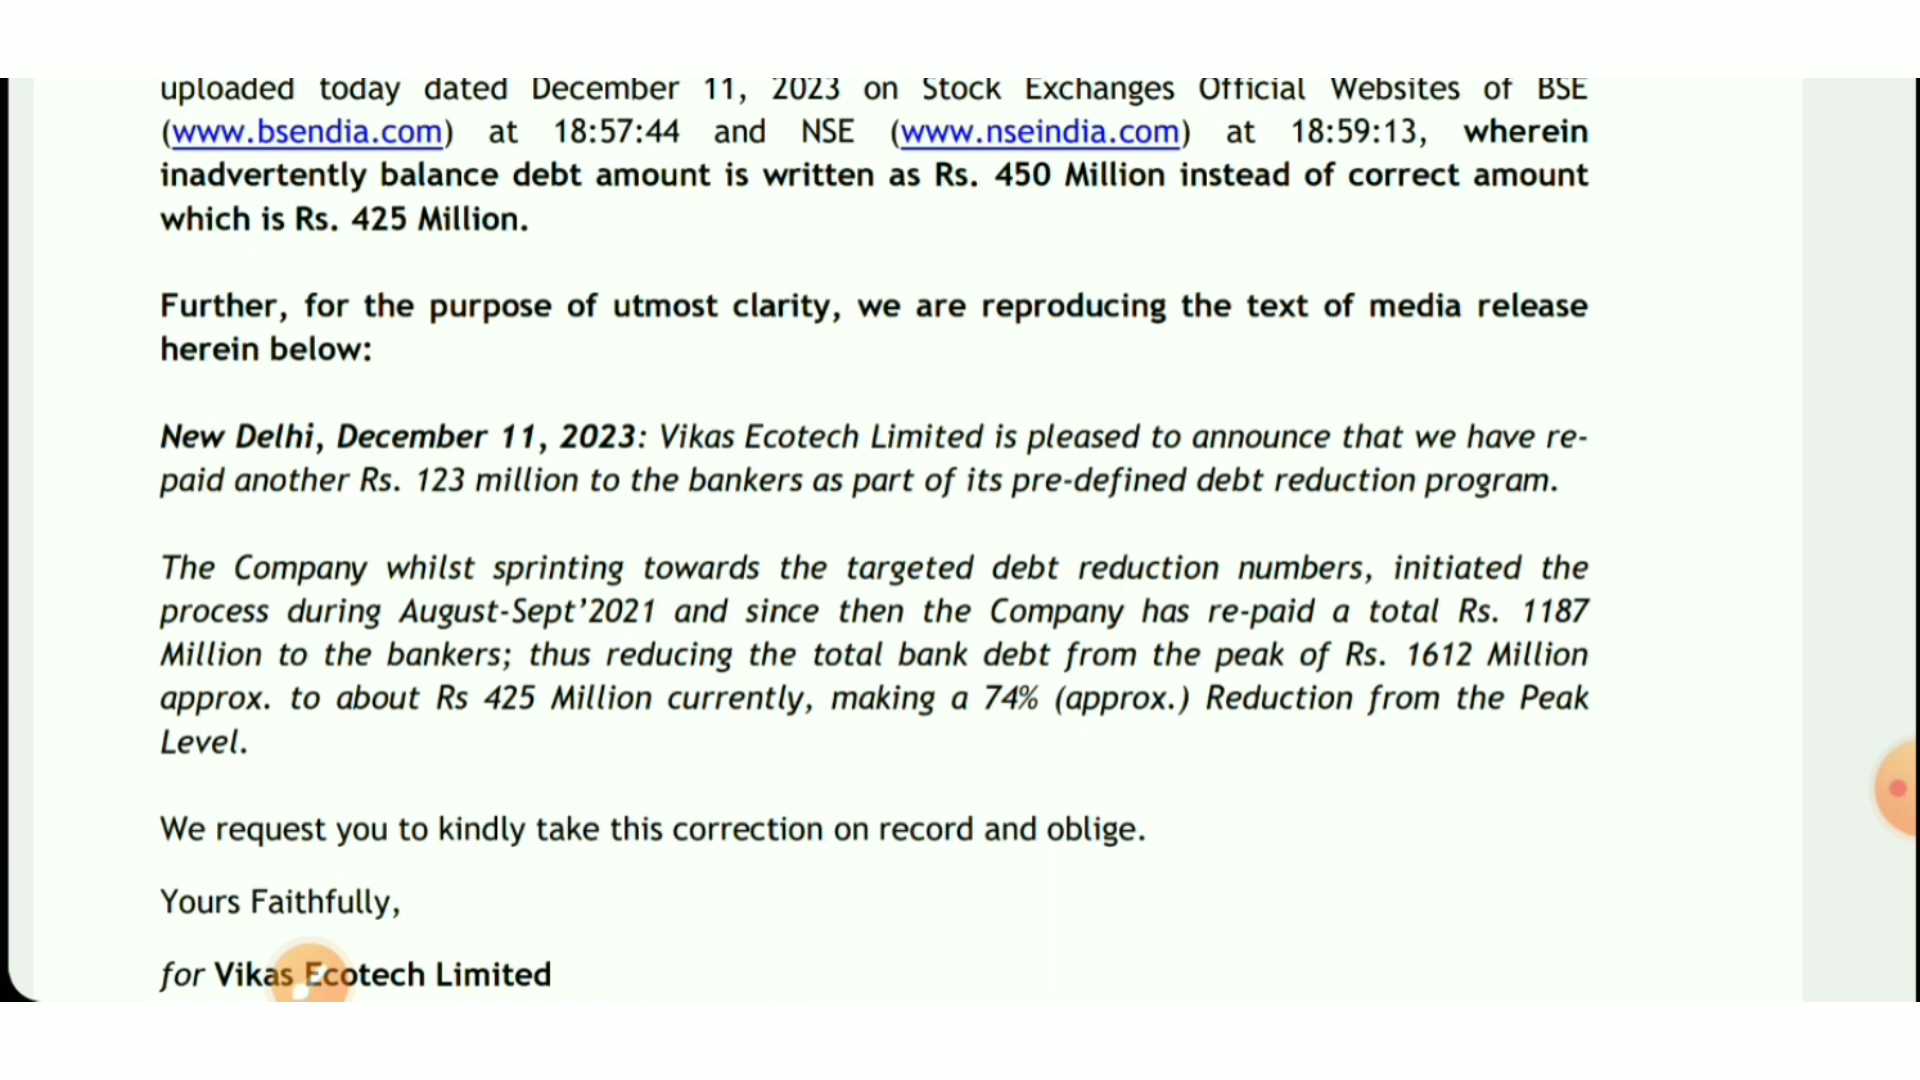 uploaded today dated December 11, 2023 on Stock Exchanges Official Websites of BSE
(www.bsendia.com) at 18:57:44 and NSE (www.nseindia.com) at 18:59:13, wherein
inadvertently balance debt amount is written as Rs. 450 Million instead of correct amount
which is Rs. 425 Million.
Further, for the purpose of utmost clarity, we are reproducing the text of media release
herein below:
New Delhi, December 11, 2023: Vikas Ecotech Limited is pleased to announce that we have re-
paid another Rs. 123 million to the bankers as part of its pre-defined debt reduction program.
The Company whilst sprinting towards the targeted debt reduction numbers, initiated the
process during August-Sept’2021 and since then the Company has re-paid a total Rs. 1187
Million to the bankers; thus reducing the total bank debt from the peak of Rs. 1612 Million
approx. to about Rs 425 Million currently, making a 74% (approx.) Reduction from the Peak
Level.
We request you to kindly take this correction on record and oblige.
Yours Faithfully,
for Vikas Ecotech Limited